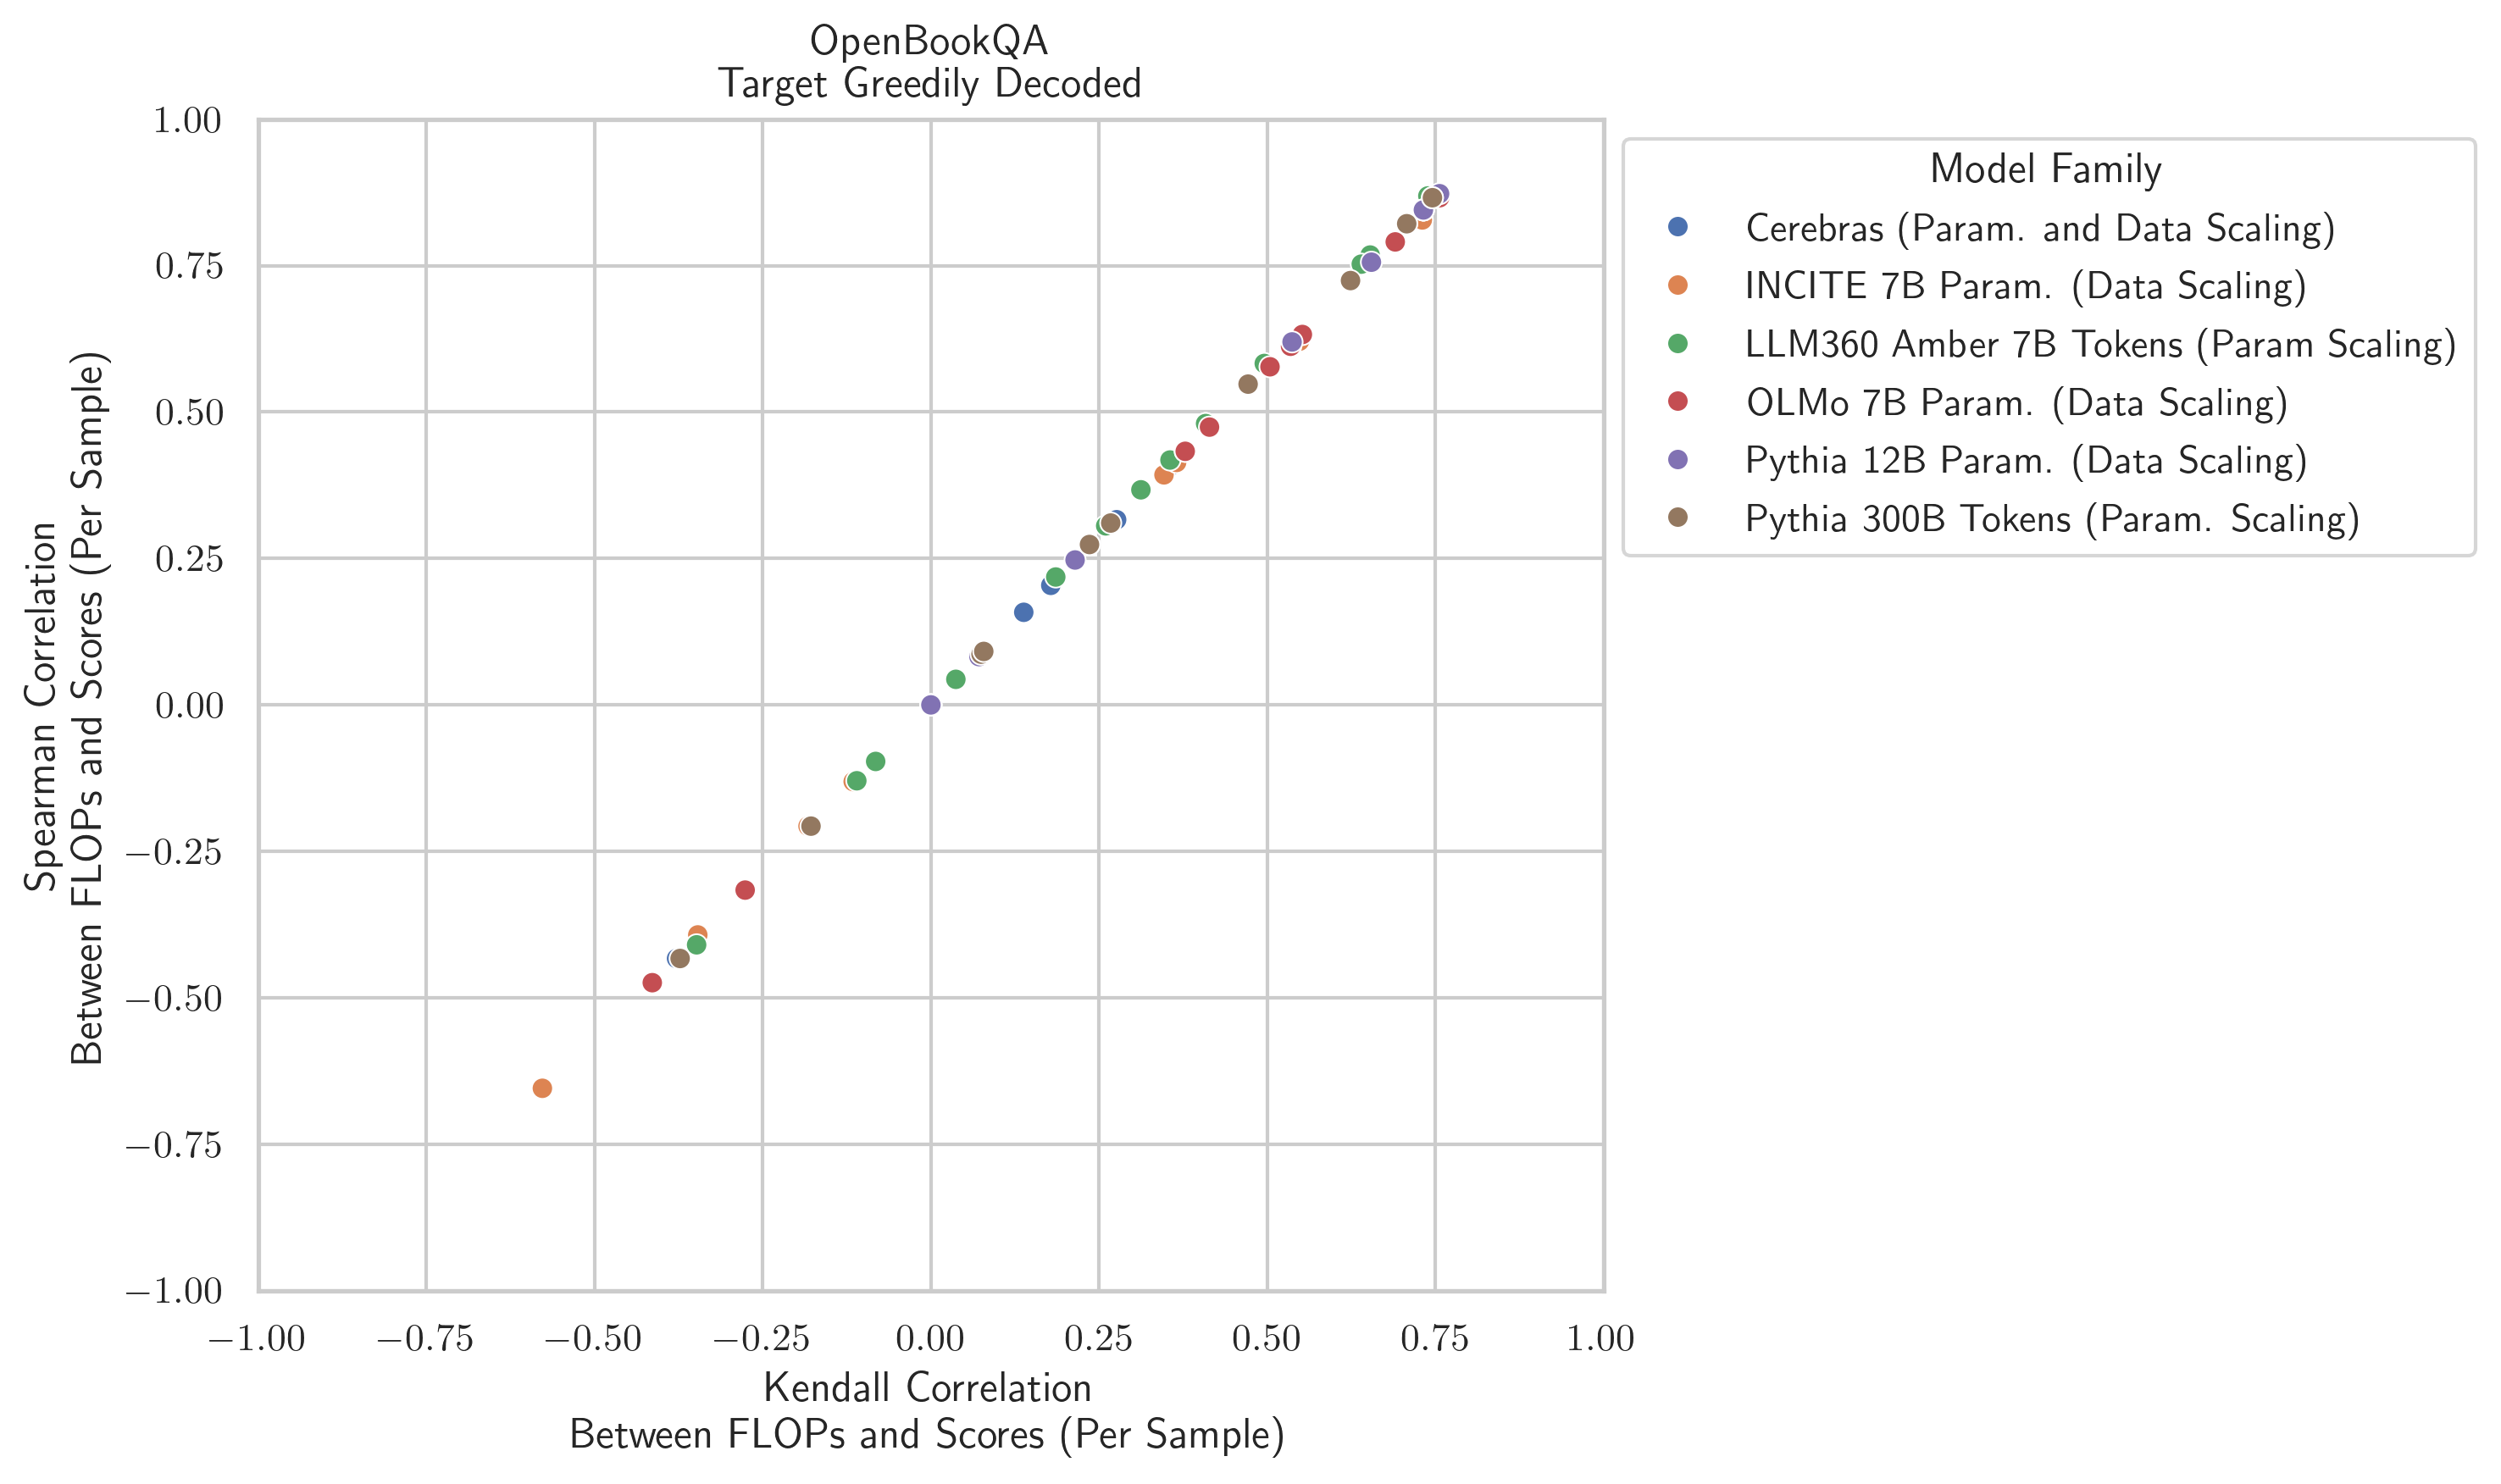 OpenBookQA
Target Greedily Decoded
1.00
0.75
0.50
0.25
0.00
−0.25
−0.50
−0.75
−1.00
Spearman Correlation
Between FLOPs and Scores (Per Sample)
−1.00 −0.75 −0.50 −0.25 0.00 0.25 0.50 0.75 1.00
Kendall Correlation
Between FLOPs and Scores (Per Sample)
Model Family
Cerebras (Param. and Data Scaling)
INCITE 7B Param. (Data Scaling)
LLM360 Amber 7B Tokens (Param Scaling)
OLMo 7B Param. (Data Scaling)
Pythia 12B Param. (Data Scaling)
Pythia 300B Tokens (Param. Scaling)